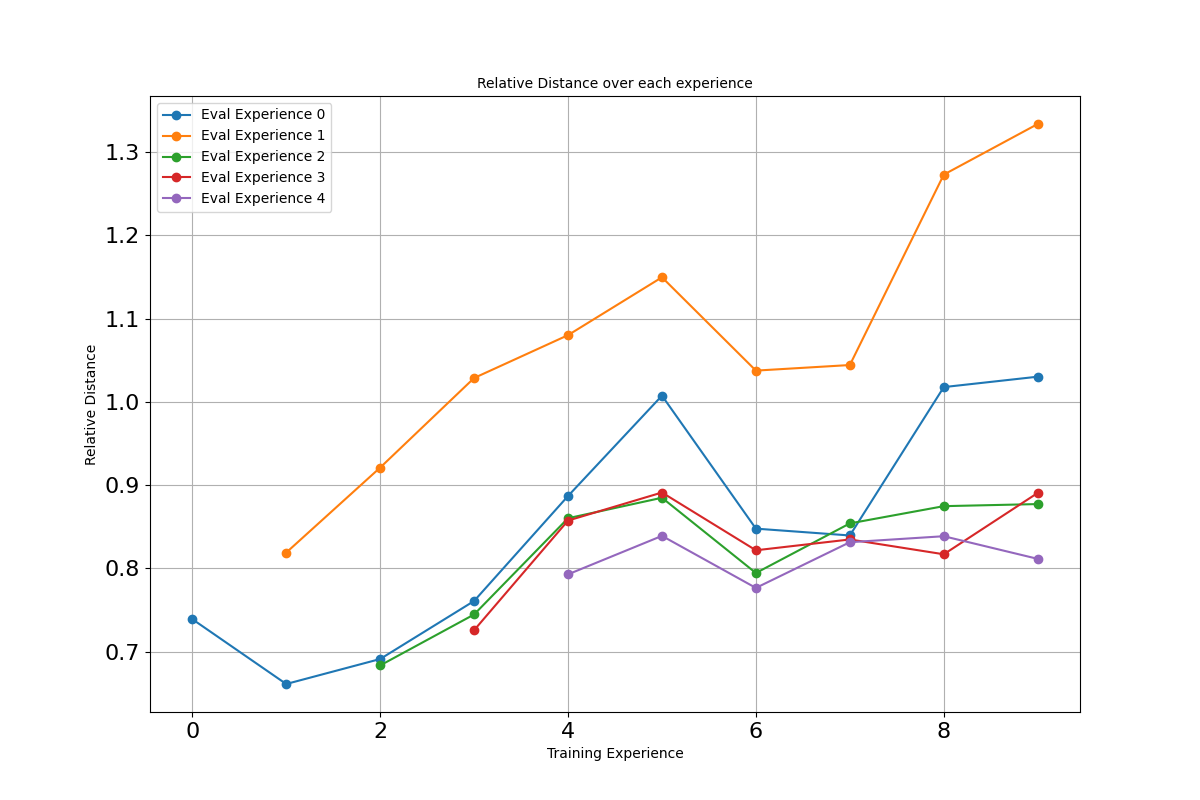 Relative Distance over each experience
Eval Experience 0
Eval Experience 1
Eval Experience 2
Eval Experience 3
Eval Experience 4
1.3
1.2
1.1
1.0
0.9
0.8
0.7
Relative Distance
0 2 4 6 8
Training Experience